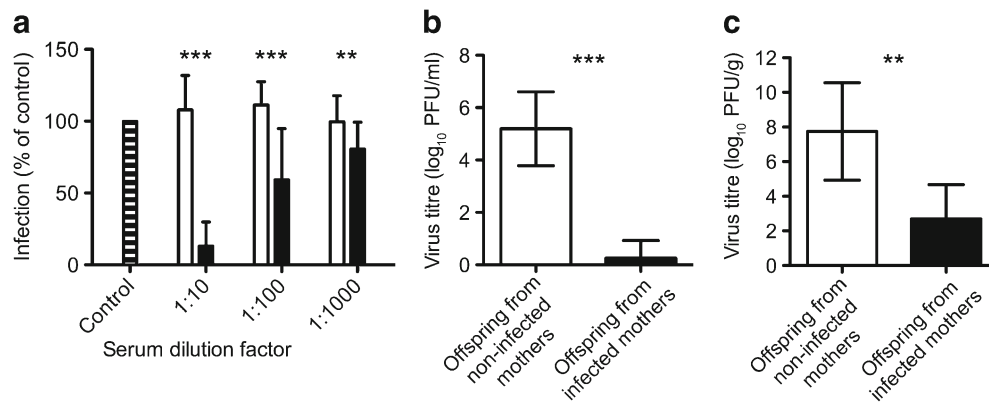 a
Infection (% of control)
150
100
50
0
***
***
**
Control
1:10
1:100
1:1000
Serum dilution factor
b
Virus titre (log10 PFU/ml)
8
6
4
2
0
***
Offspring from
non-infected
mothers
Offspring from
infected mothers
c
Virus titre (log10 PFU/g)
12
10
8
6
4
2
0
**
Offspring from
non-infected
mothers
Offspring from
infected mothers